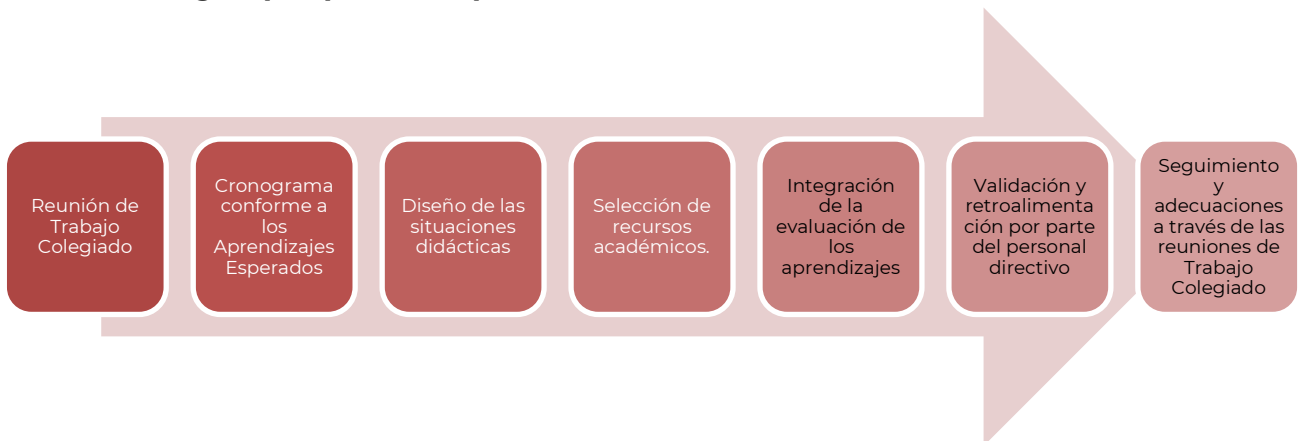 Reunión de
Trabajo
Colegiado
Cronograma
conforme a
los
Aprendizajes
Esperados
Diseño de las
situaciones
didácticas
Selección de
recursos
académicos.
Integración
de la
evaluación de
los
aprendizajes
Validación y
retroalimenta
ción por parte
del personal
directivo
Seguimiento
y
adecuaciones
a través de las
reuniones de
Trabajo
Colegiado